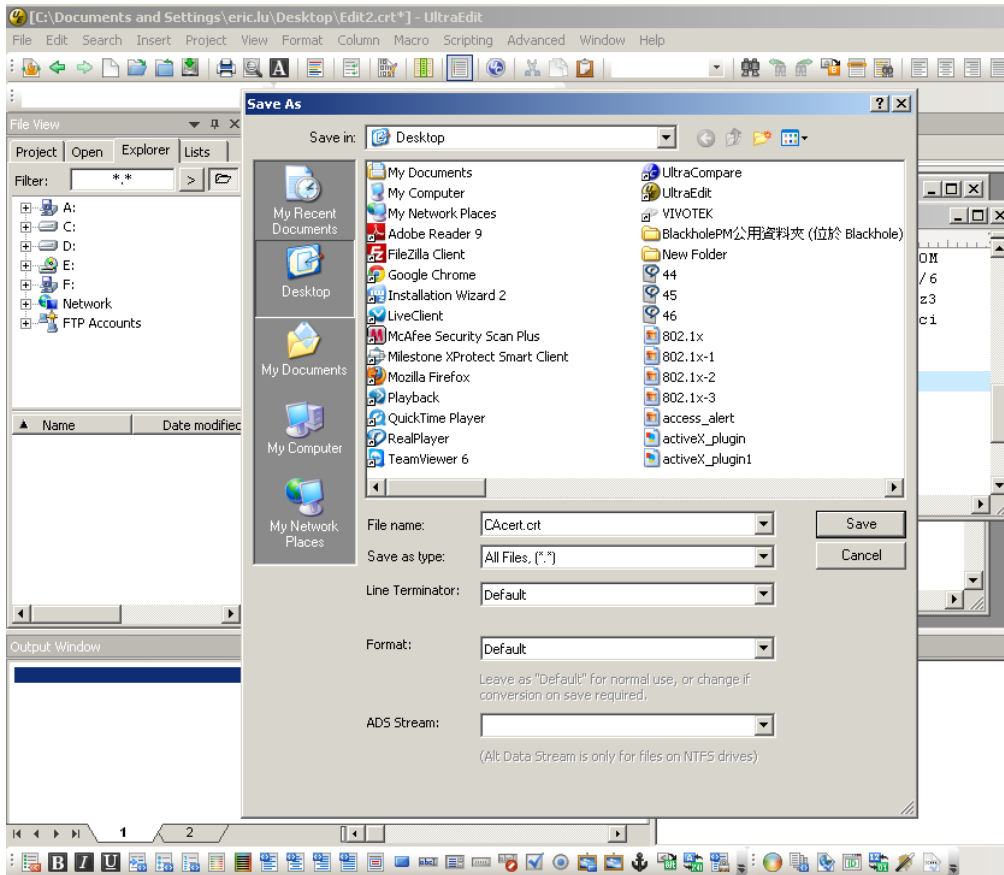 [C:\Documents and Settings\eric.lu\Desktop\Edit2.crt*] - UltraEdit
File Edit Search Insert Project View Format Column Macro Scripting Advanced Window Help
File View
Project Open Explorer Lists
Filter: *.* >
A:
C:
D:
E:
F:
Network
FTP Accounts
Name Date modified
Save As
Save in: Desktop
My Recent Documents
Desktop
My Documents
My Computer
My Network Places
My Documents
My Computer
My Network Places
Adobe Reader 9
FileZilla Client
Google Chrome
Installation Wizard 2
LiveClient
McAfee Security Scan Plus
Milestone XProtect Smart Client
Mozilla Firefox
Playback
QuickTime Player
RealPlayer
TeamViewer 6
UltraCompare
UltraEdit
VIVOTEK
BlackholePM公用資料夾 (位於 Blackhole)
New Folder
44
45
46
802.1x
802.1x-1
802.1x-2
802.1x-3
access_alert
activeX_plugin
activeX_plugin1
File name: CAcert.crt Save
Save as type: All Files, (*.*) Cancel
Line Terminator: Default
Format: Default
Leave as "Default" for normal use, or change if
conversion on save required.
ADS Stream:
(Alt Data Stream is only for files on NTFS drives)
OM
/6
z3
ci
Output Window
1 2
B I U